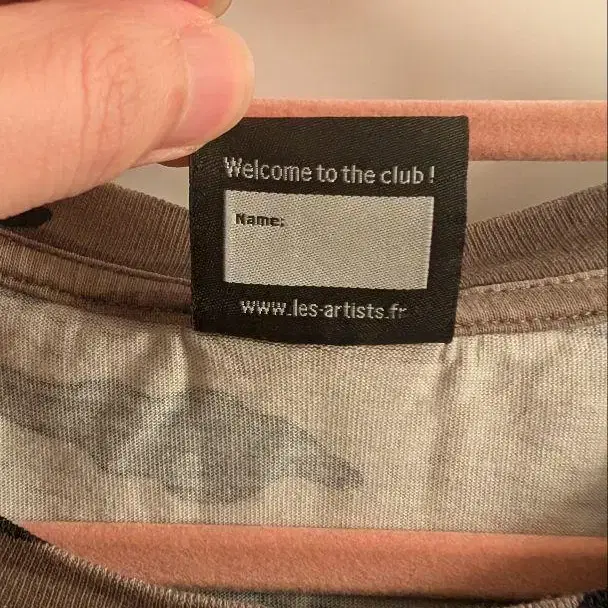 Welcome to the club !
Name:
www.les-artists.fr